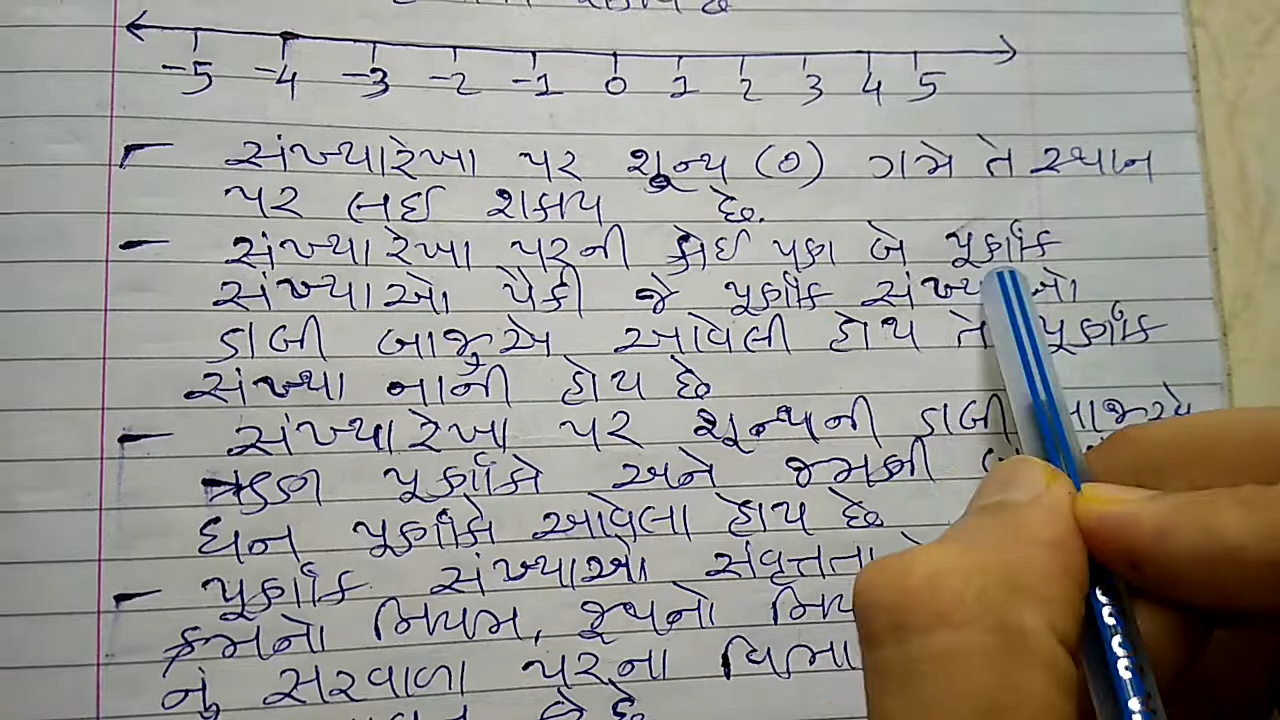 -5 -4 -3 -2 -1 0 1 2 3 4 5
- સંખ્યારેખા પર શૂન્ય (0) ગમે તે સ્થાન
પર લઈ શકાય છે.
- સંખ્યારેખા પરની કોઈ પણ બે પૂર્ણાંક
સંખ્યાઓ પૈકી જે પૂર્ણાંક સંખ્યાઓ
ડાબી બાજુએ આવેલી હોય તે પૂર્ણાંક
સંખ્યા નાની હોય છે
- સંખ્યારેખા પર શૂન્યની ડાબી બાજુએ
ઋણ પૂર્ણાંકો અને જમણી
ધન પૂર્ણાંકો આવેલા હોય છે
- પૂર્ણાંક સંખ્યાઓ સંવૃત્તતા
ક્રમનો નિયમ, જૂથનો
નું સરવાળા પરના
છે